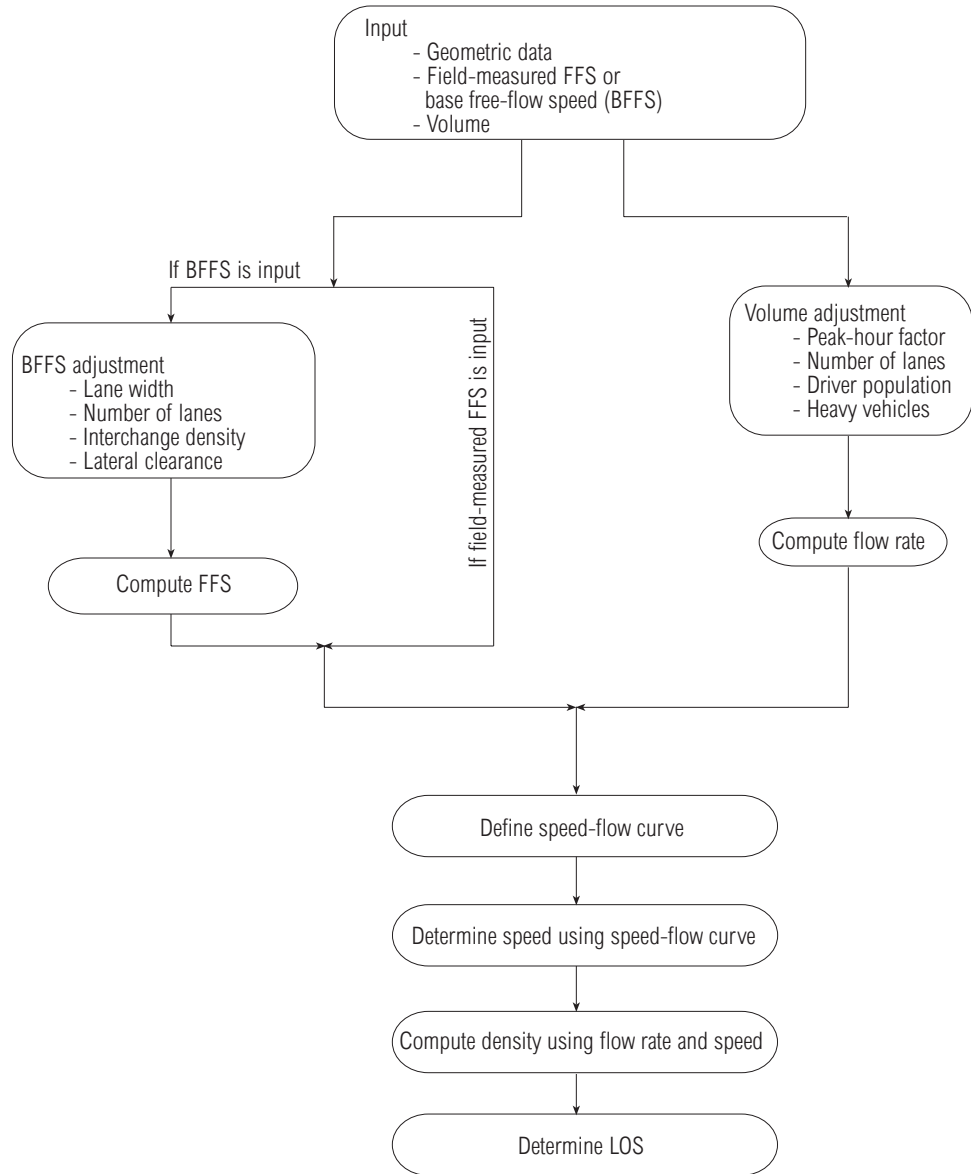 Input
- Geometric data
- Field-measured FFS or
base free-flow speed (BFFS)
- Volume
If BFFS is input
BFFS adjustment
- Lane width
- Number of lanes
- Interchange density
- Lateral clearance
If field-measured FFS is input
Volume adjustment
- Peak-hour factor
- Number of lanes
- Driver population
- Heavy vehicles
Compute FFS
Compute flow rate
Define speed-flow curve
Determine speed using speed-flow curve
Compute density using flow rate and speed
Determine LOS